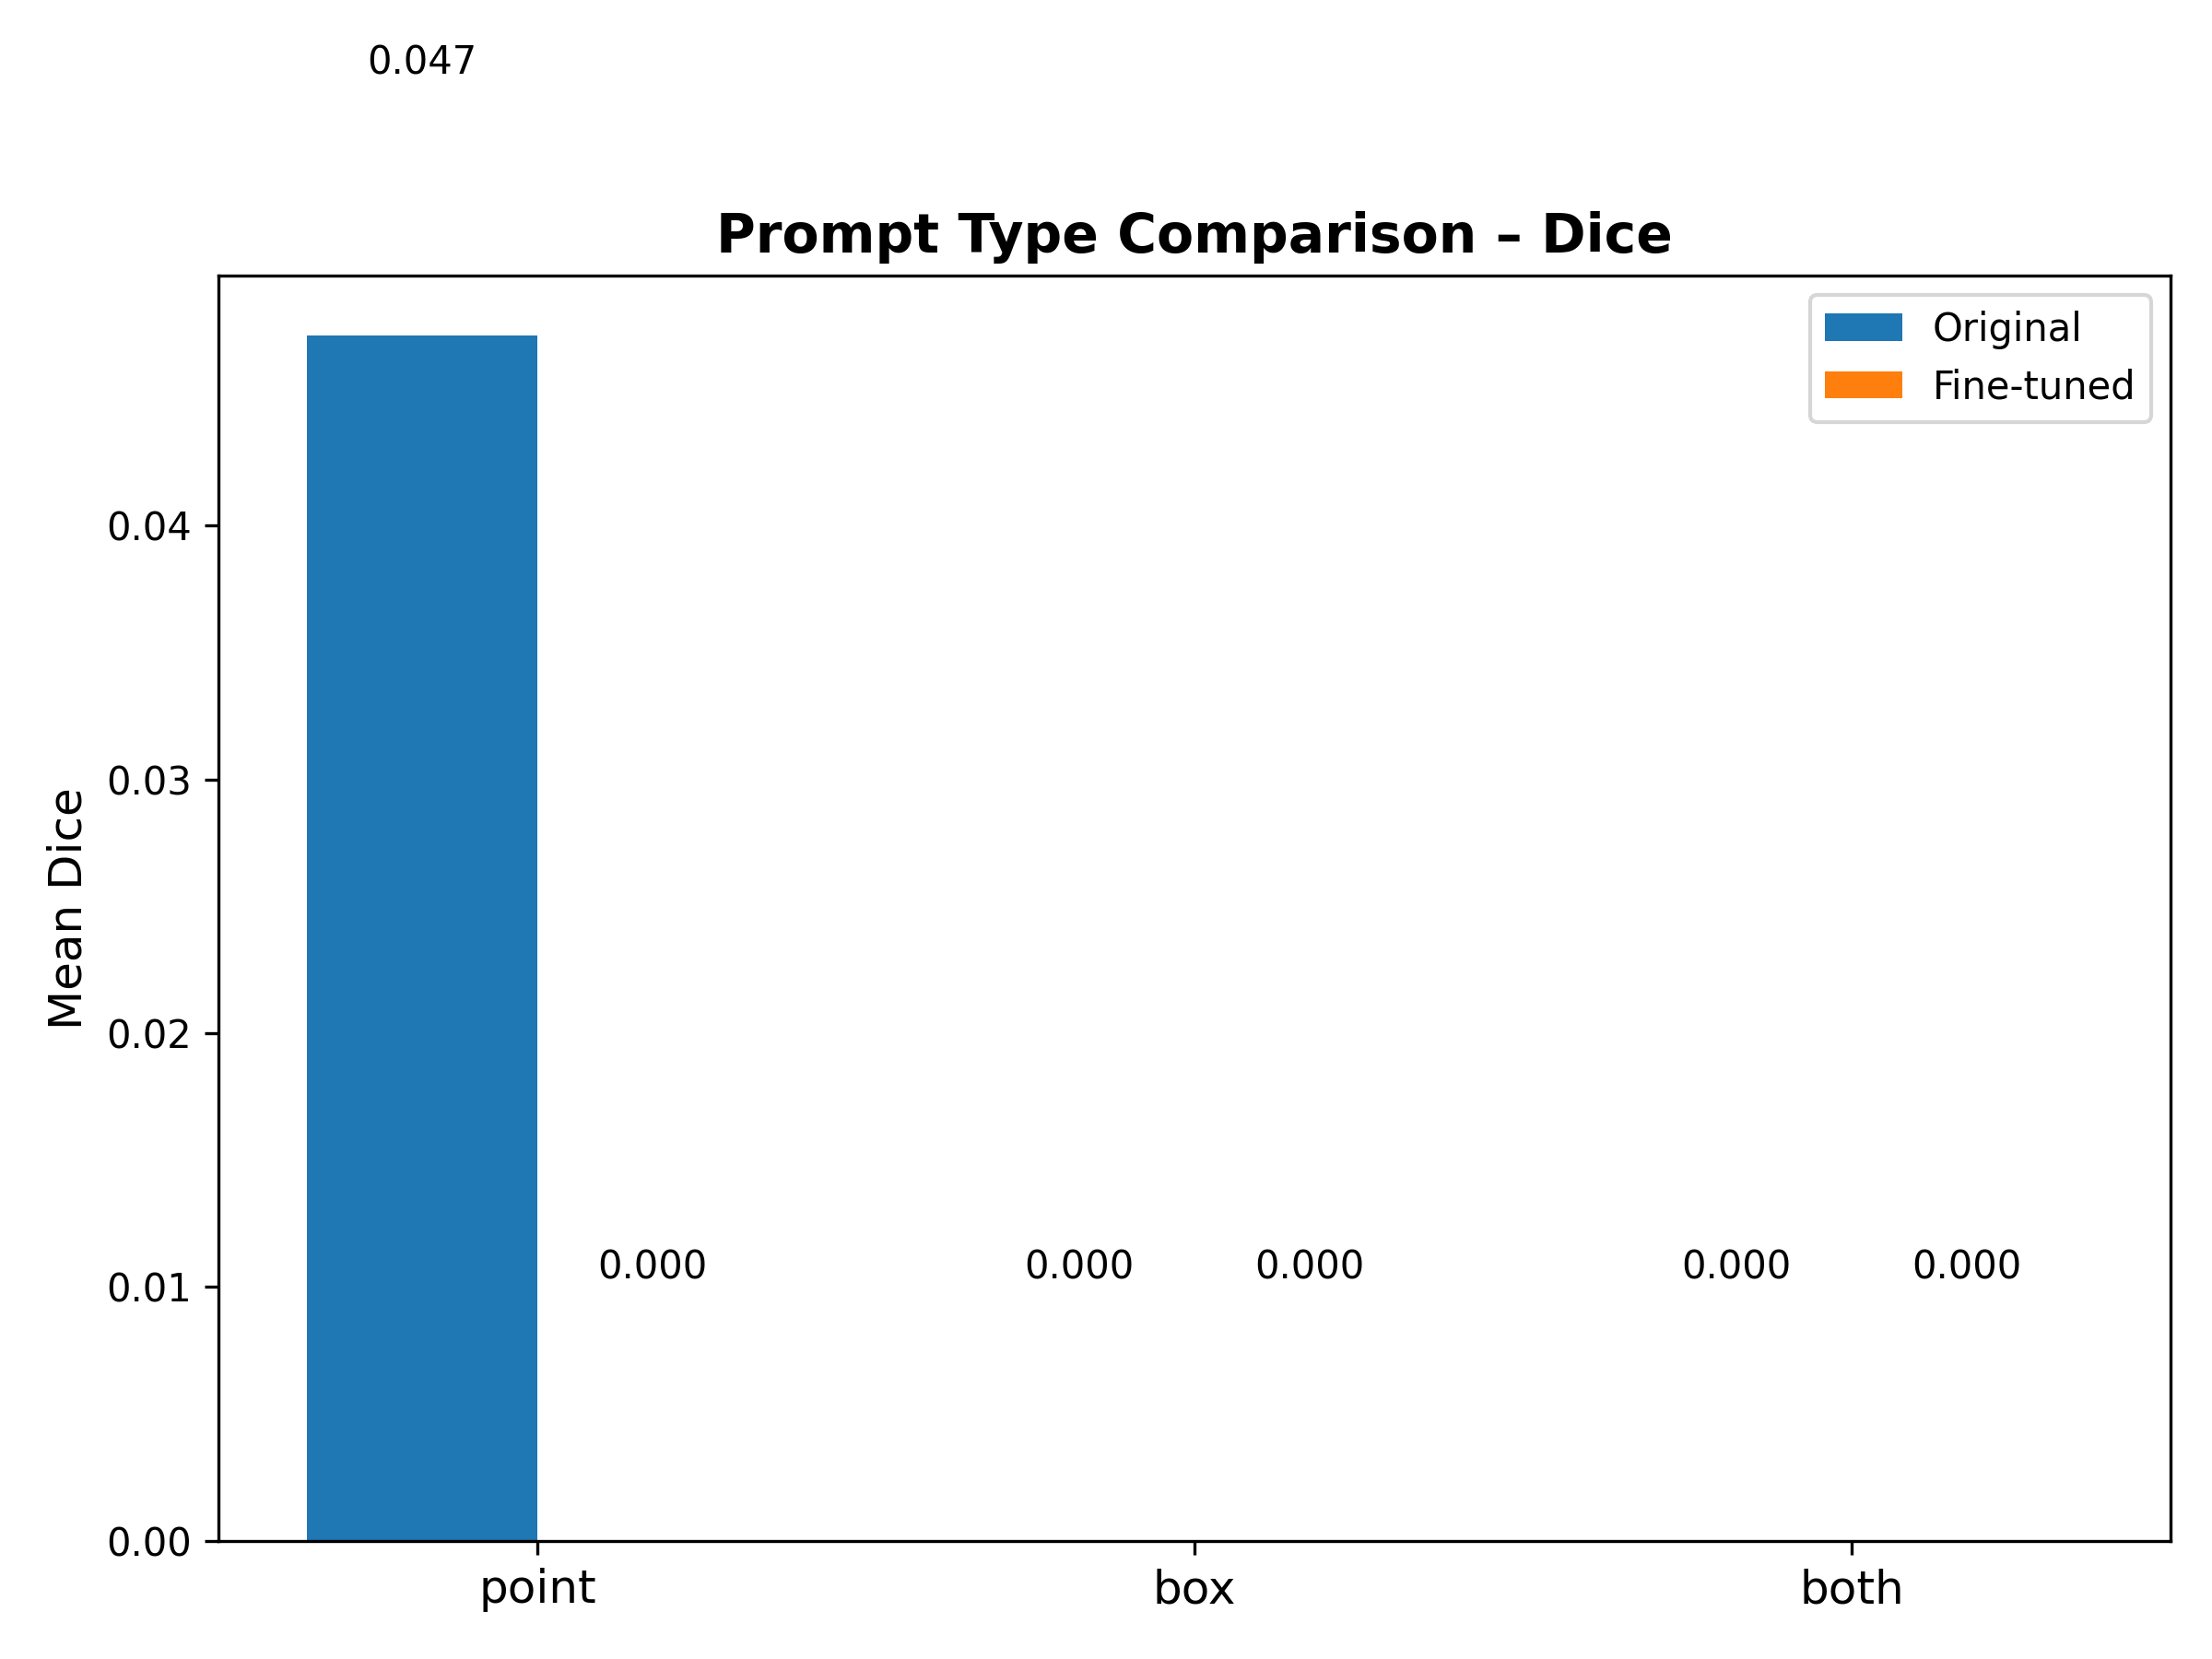 0.047
Prompt Type Comparison – Dice
Original
Fine-tuned
Mean Dice
0.04
0.03
0.02
0.01
0.00
0.000
0.000
0.000
0.000
0.000
point
box
both